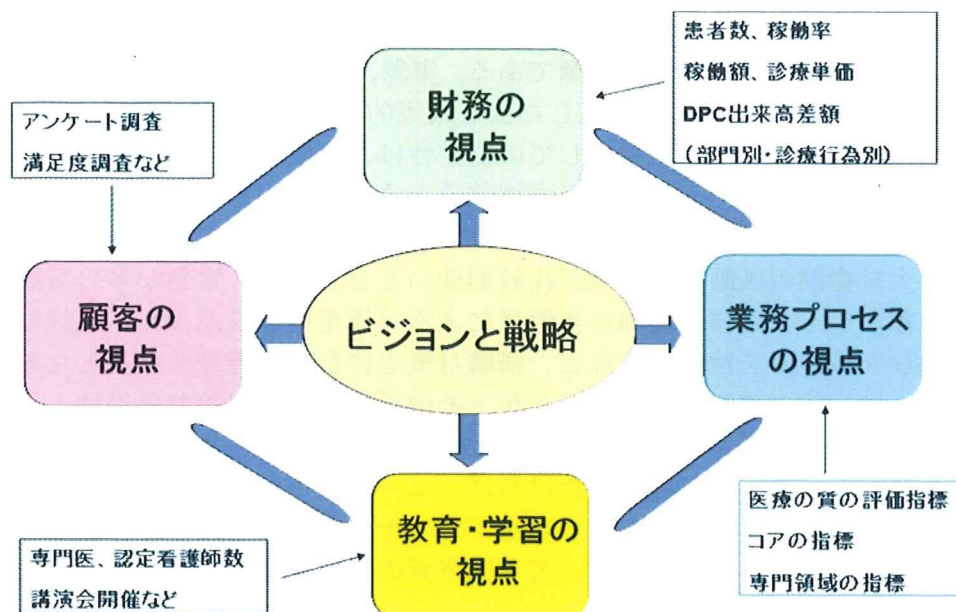 患者数、稼働率
稼働額、診療単価
DPC出来高差額
(部門別・診療行為別)
財務の
視点
アンケート調査
満足度調査など
顧客の
視点
ビジョンと戦略
業務プロセス
の視点
教育・学習の
視点
医療の質の評価指標
コアの指標
専門領域の指標
専門医、認定看護師数
講演会開催など